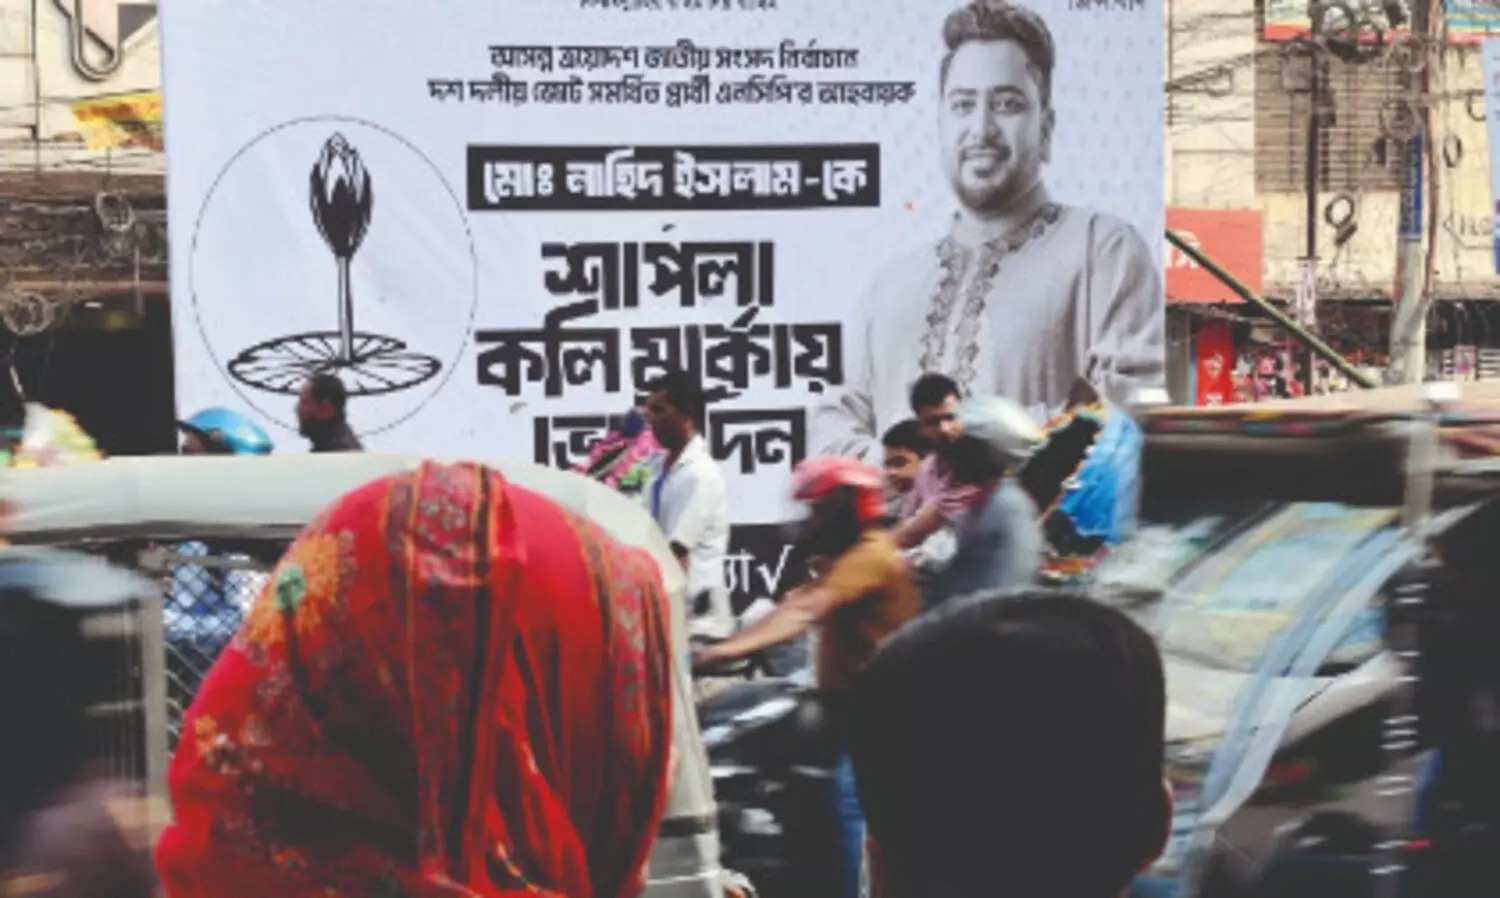 আসন্ন ত্রয়োদশ জাতীয় সংসদ নির্বাচনে
দশ দলীয় জোট সমর্থিত প্রার্থী এনসিপি'র আহবায়ক
মোঃ নাহিদ ইসলাম-কে
শাপলা
কলি মার্কায়
দিন